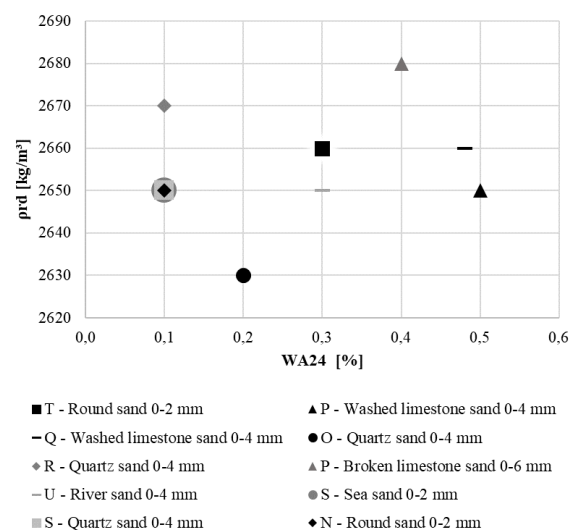 2690
2680
2670
2660
2650
2640
2630
2620
ρrd [kg/m³]
0,0 0,1 0,2 0,3 0,4 0,5 0,6
WA24 [%]
T - Round sand 0-2 mm
P - Washed limestone sand 0-4 mm
Q - Washed limestone sand 0-4 mm
O - Quartz sand 0-4 mm
R - Quartz sand 0-4 mm
P - Broken limestone sand 0-6 mm
U - River sand 0-4 mm
S - Sea sand 0-2 mm
S - Quartz sand 0-4 mm
N - Round sand 0-2 mm